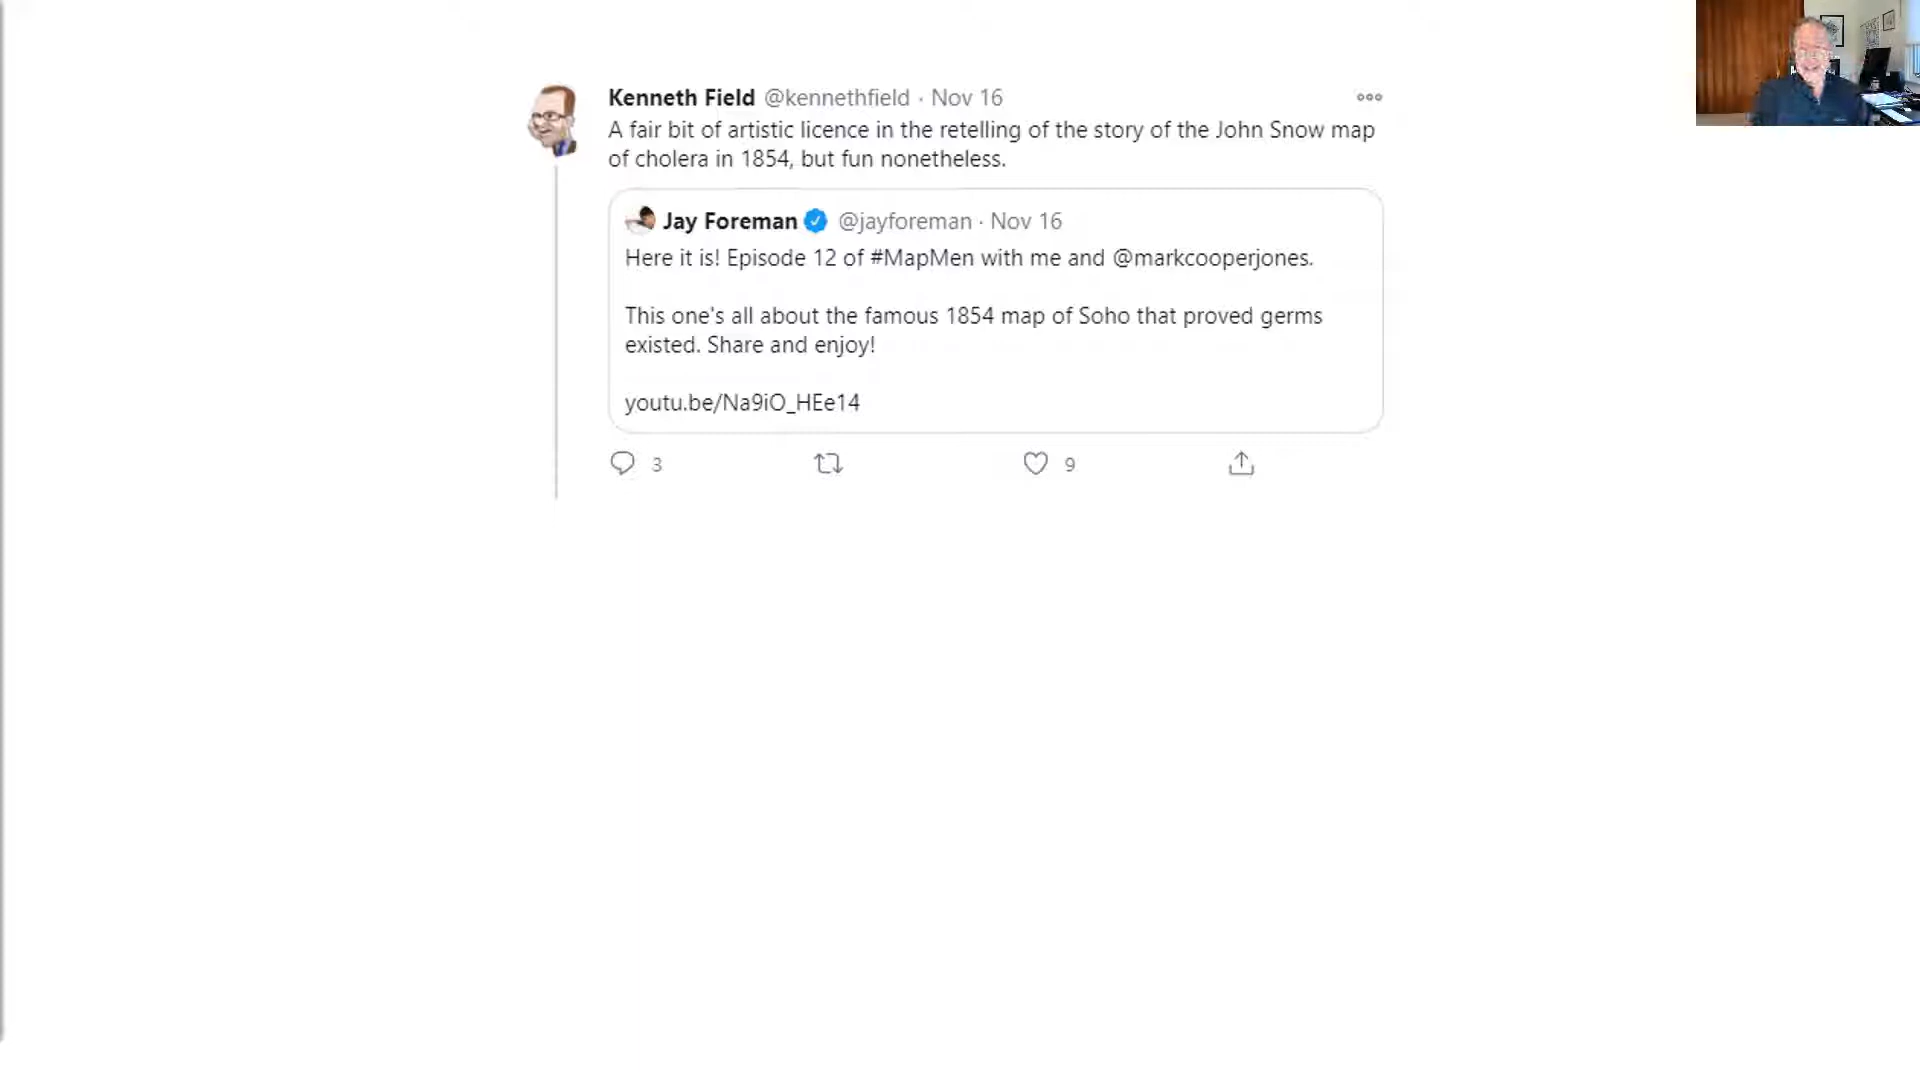 Kenneth Field @kennethfield · Nov 16
A fair bit of artistic licence in the retelling of the story of the John Snow map
of cholera in 1854, but fun nonetheless.
Jay Foreman @jayforeman · Nov 16
Here it is! Episode 12 of #MapMen with me and @markcooperjones.
This one's all about the famous 1854 map of Soho that proved germs
existed. Share and enjoy!
youtu.be/Na9iO_HEe14
3
9